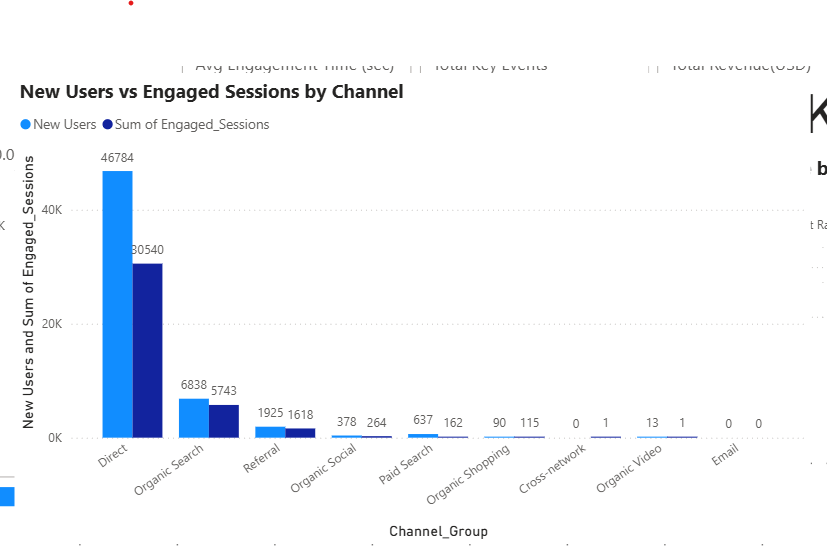 Avg Engagement Time (sec) Total Key Events Total Revenue(USD)
New Users vs Engaged Sessions by Channel
New Users Sum of Engaged_Sessions
New Users and Sum of Engaged_Sessions
40K
20K
0K
46784 30540
6838 5743
1925 1618
378 264
637 162
90 115
0 1
13 1
0 0
Direct
Organic Search
Referral
Organic Social
Paid Search
Organic Shopping
Cross-network
Organic Video
Email
Channel_Group